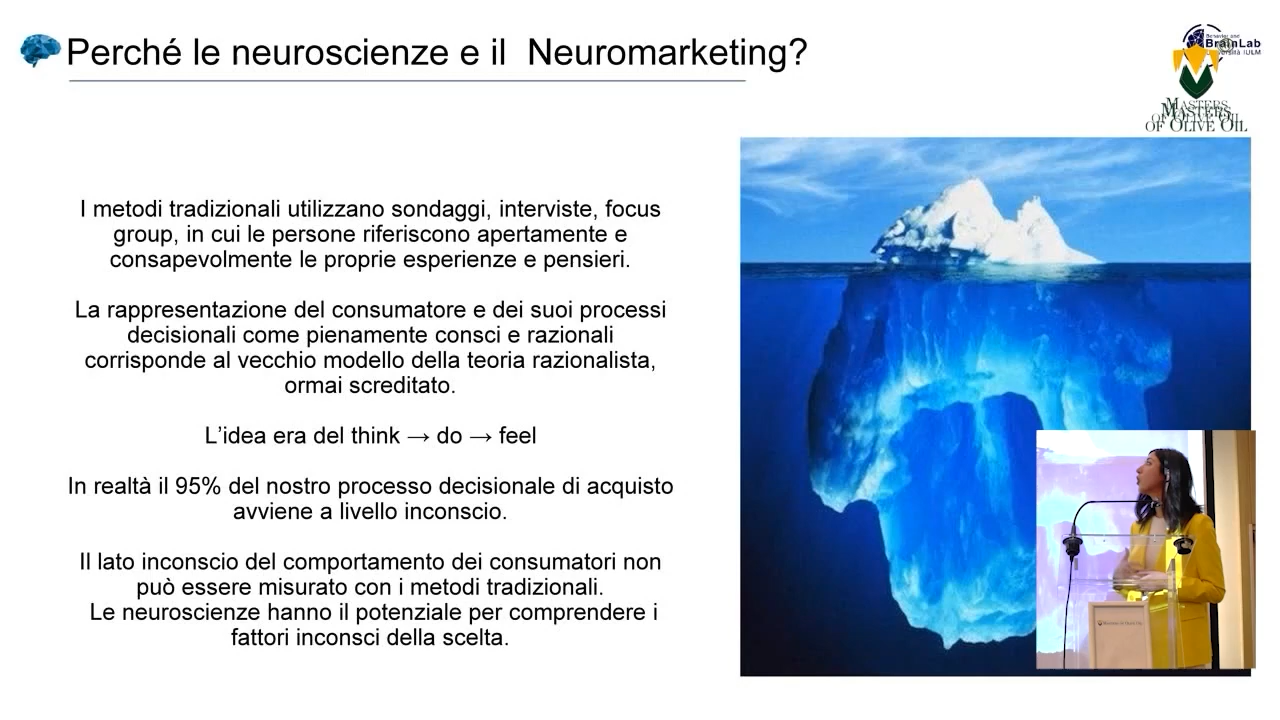 Perché le neuroscienze e il  Neuromarketing?
Behavior and
BrainLab
Università IULM
MASTERS
OF OLIVE OIL
I metodi tradizionali utilizzano sondaggi, interviste, focus
group, in cui le persone riferiscono apertamente e
consapevolmente le proprie esperienze e pensieri.
La rappresentazione del consumatore e dei suoi processi
decisionali come pienamente consci e razionali
corrisponde al vecchio modello della teoria razionalista,
ormai screditato.
L’idea era del think → do → feel
In realtà il 95% del nostro processo decisionale di acquisto
avviene a livello inconscio.
Il lato inconscio del comportamento dei consumatori non
può essere misurato con i metodi tradizionali.
Le neuroscienze hanno il potenziale per comprendere i
fattori inconsci della scelta.